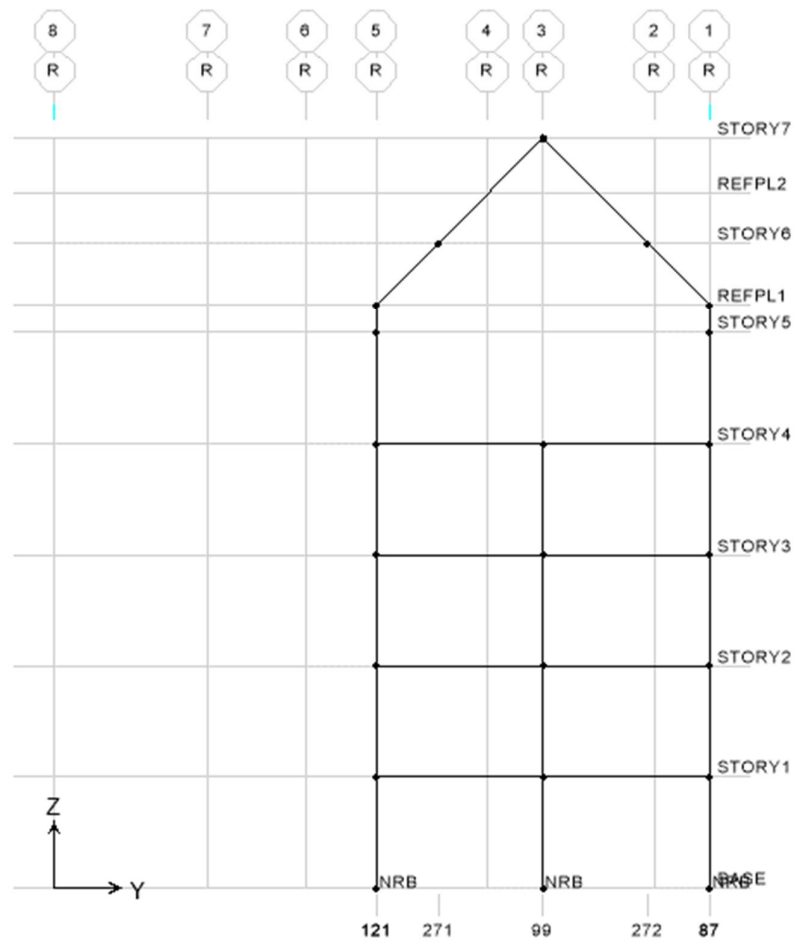 8 7 6 5 4 3 2 1
R R R R R R R R
STORY7
REFPL2
STORY6
REFPL1
STORY5
STORY4
STORY3
STORY2
STORY1
Z
Y
NRB NRB NRB BASE
121 271 99 272 87